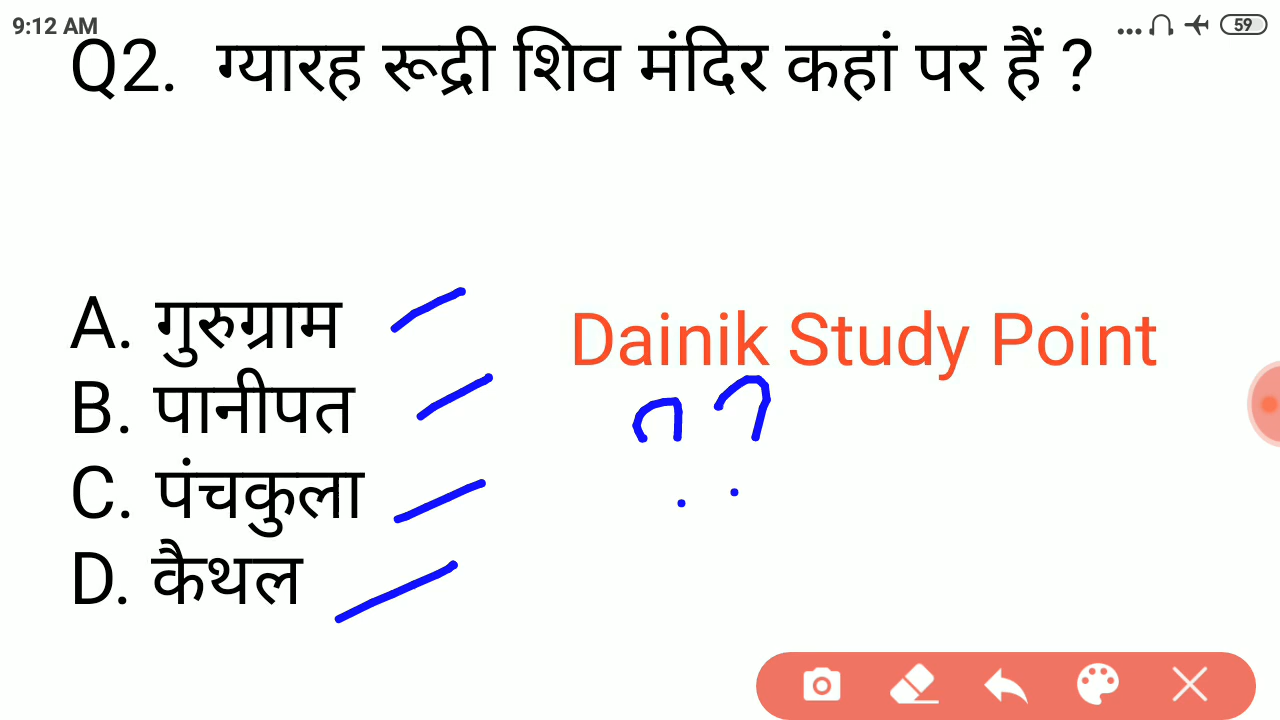 9:12 AM
59
Q2. ग्यारह रूद्री शिव मंदिर कहां पर हैं ?
A. गुरुग्राम
Dainik Study Point
B. पानीपत
? ?
C. पंचकुला
D. कैथल